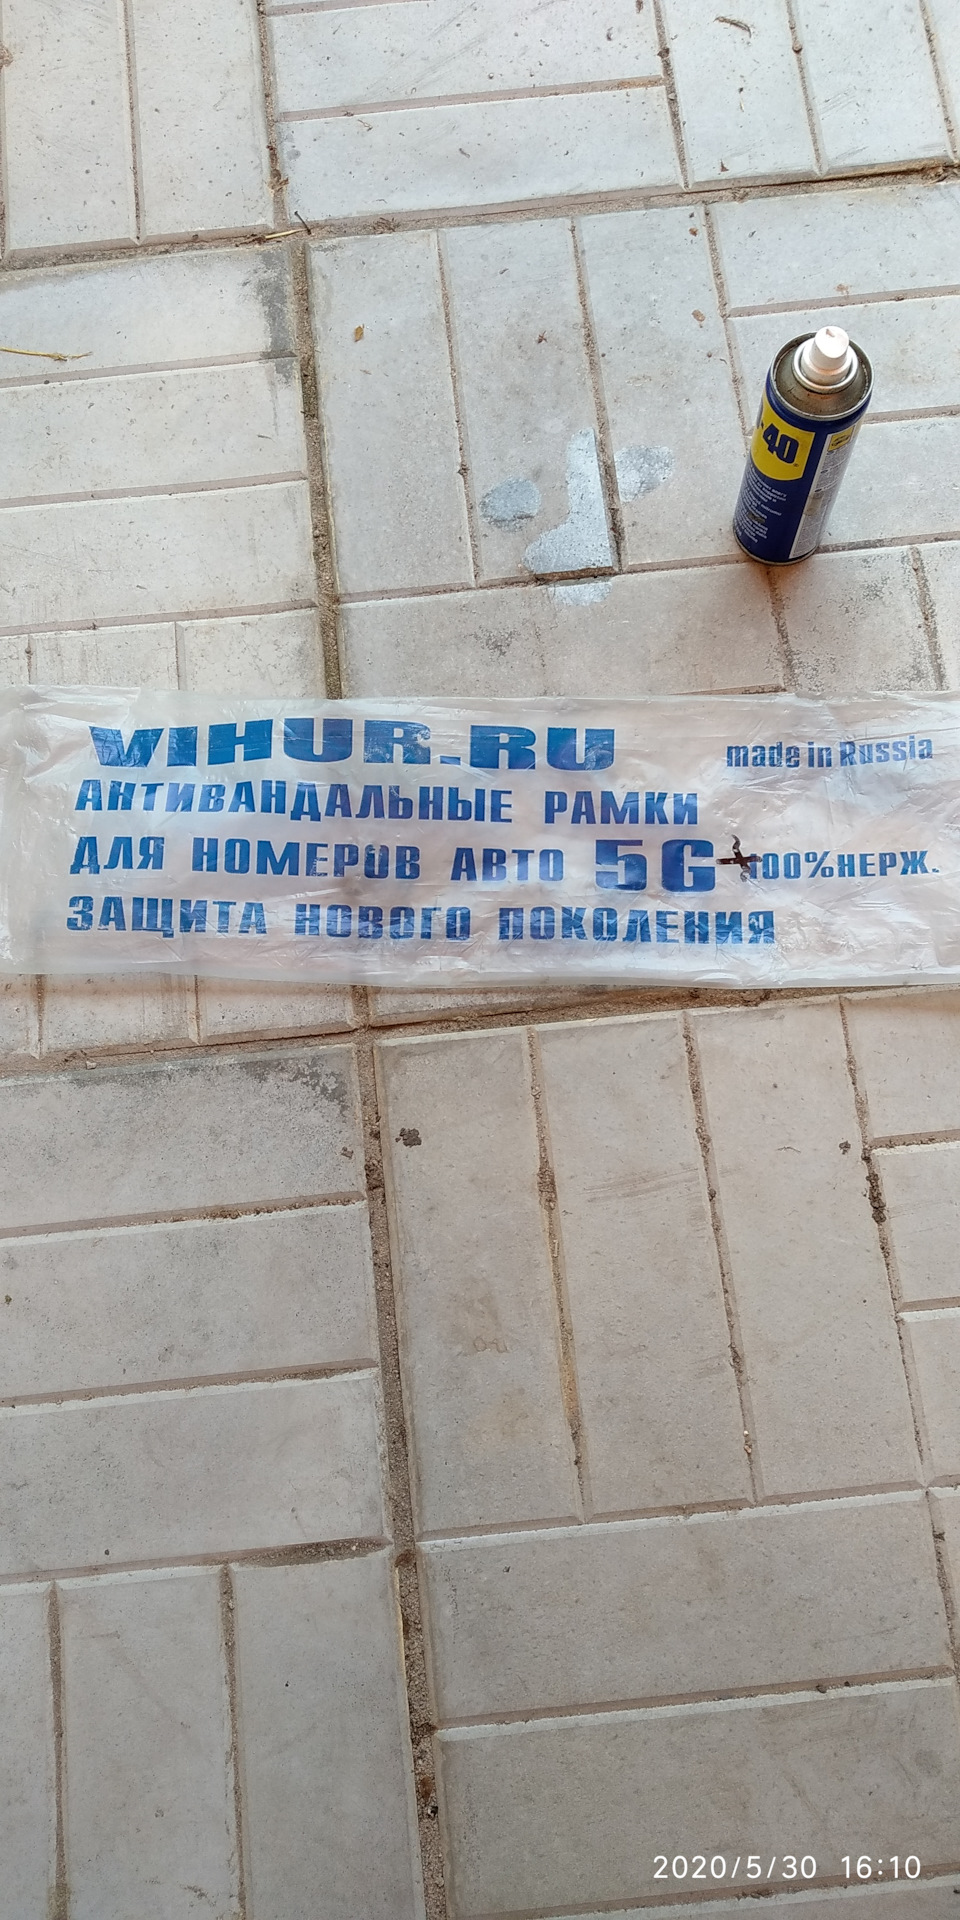 -40
VIHUR.RU
made in Russia
АНТИВАНДАЛЬНЫЕ РАМКИ
ДЛЯ НОМЕРОВ АВТО 5G 100%НЕРЖ.
ЗАЩИТА НОВОГО ПОКОЛЕНИЯ
2020/5/30 16:10